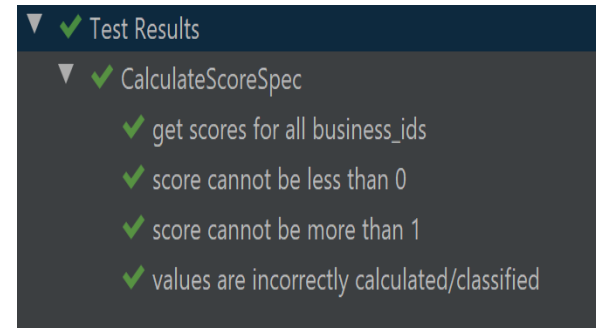 Test Results
CalculateScoreSpec
get scores for all business_ids
score cannot be less than 0
score cannot be more than 1
values are incorrectly calculated/classified